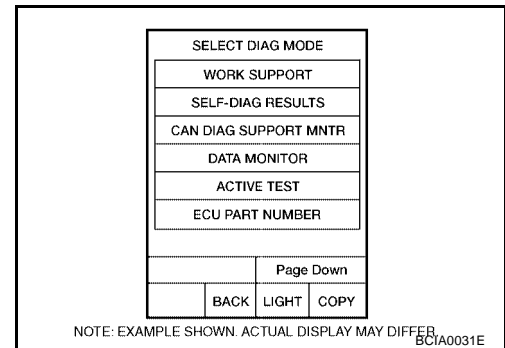 SELECT DIAG MODE
WORK SUPPORT
SELF-DIAG RESULTS
CAN DIAG SUPPORT MNTR
DATA MONITOR
ACTIVE TEST
ECU PART NUMBER
Page Down
BACK LIGHT COPY
NOTE: EXAMPLE SHOWN. ACTUAL DISPLAY MAY DIFFER.
BCIA0031E